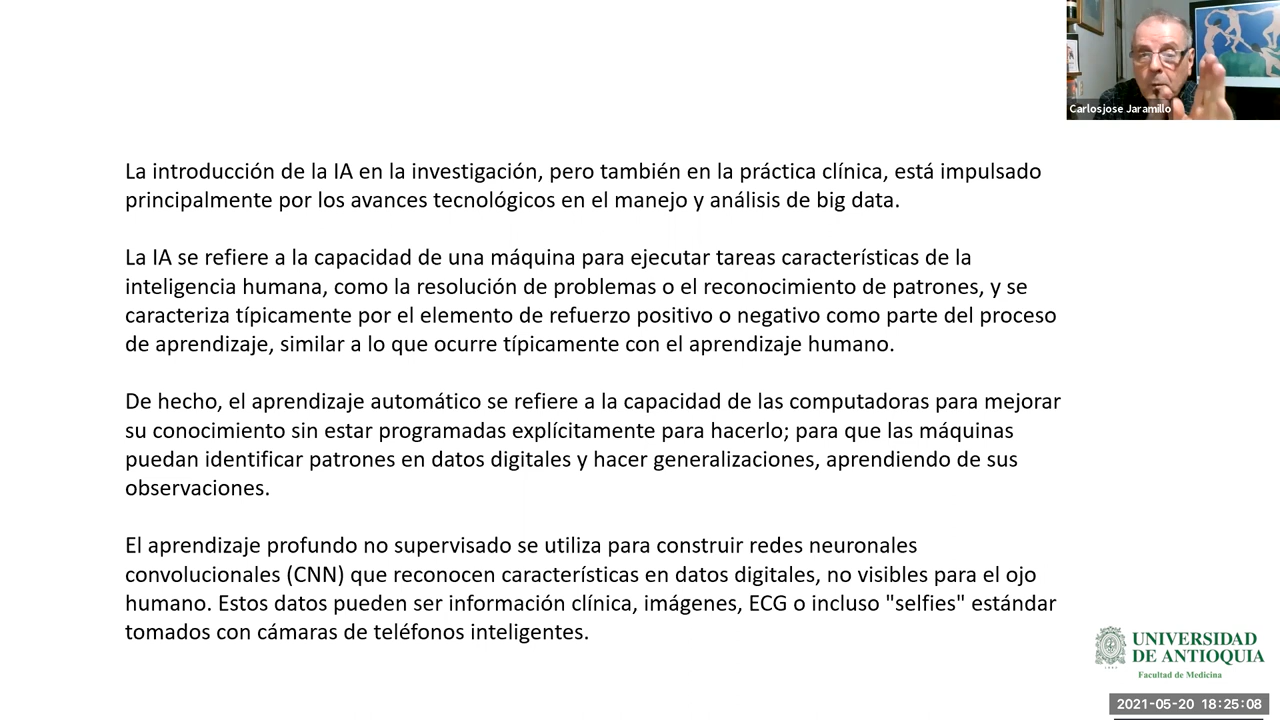 Carlosjose Jaramillo
La introducción de la IA en la investigación, pero también en la práctica clínica, está impulsado
principalmente por los avances tecnológicos en el manejo y análisis de big data.
La IA se refiere a la capacidad de una máquina para ejecutar tareas características de la
inteligencia humana, como la resolución de problemas o el reconocimiento de patrones, y se
caracteriza típicamente por el elemento de refuerzo positivo o negativo como parte del proceso
de aprendizaje, similar a lo que ocurre típicamente con el aprendizaje humano.
De hecho, el aprendizaje automático se refiere a la capacidad de las computadoras para mejorar
su conocimiento sin estar programadas explícitamente para hacerlo; para que las máquinas
puedan identificar patrones en datos digitales y hacer generalizaciones, aprendiendo de sus
observaciones.
El aprendizaje profundo no supervisado se utiliza para construir redes neuronales
convolucionales (CNN) que reconocen características en datos digitales, no visibles para el ojo
humano. Estos datos pueden ser información clínica, imágenes, ECG o incluso "selfies" estándar
tomados con cámaras de teléfonos inteligentes.
UNIVERSIDAD
DE ANTIOQUIA
Facultad de Medicina
2021-05-20 18:25:08